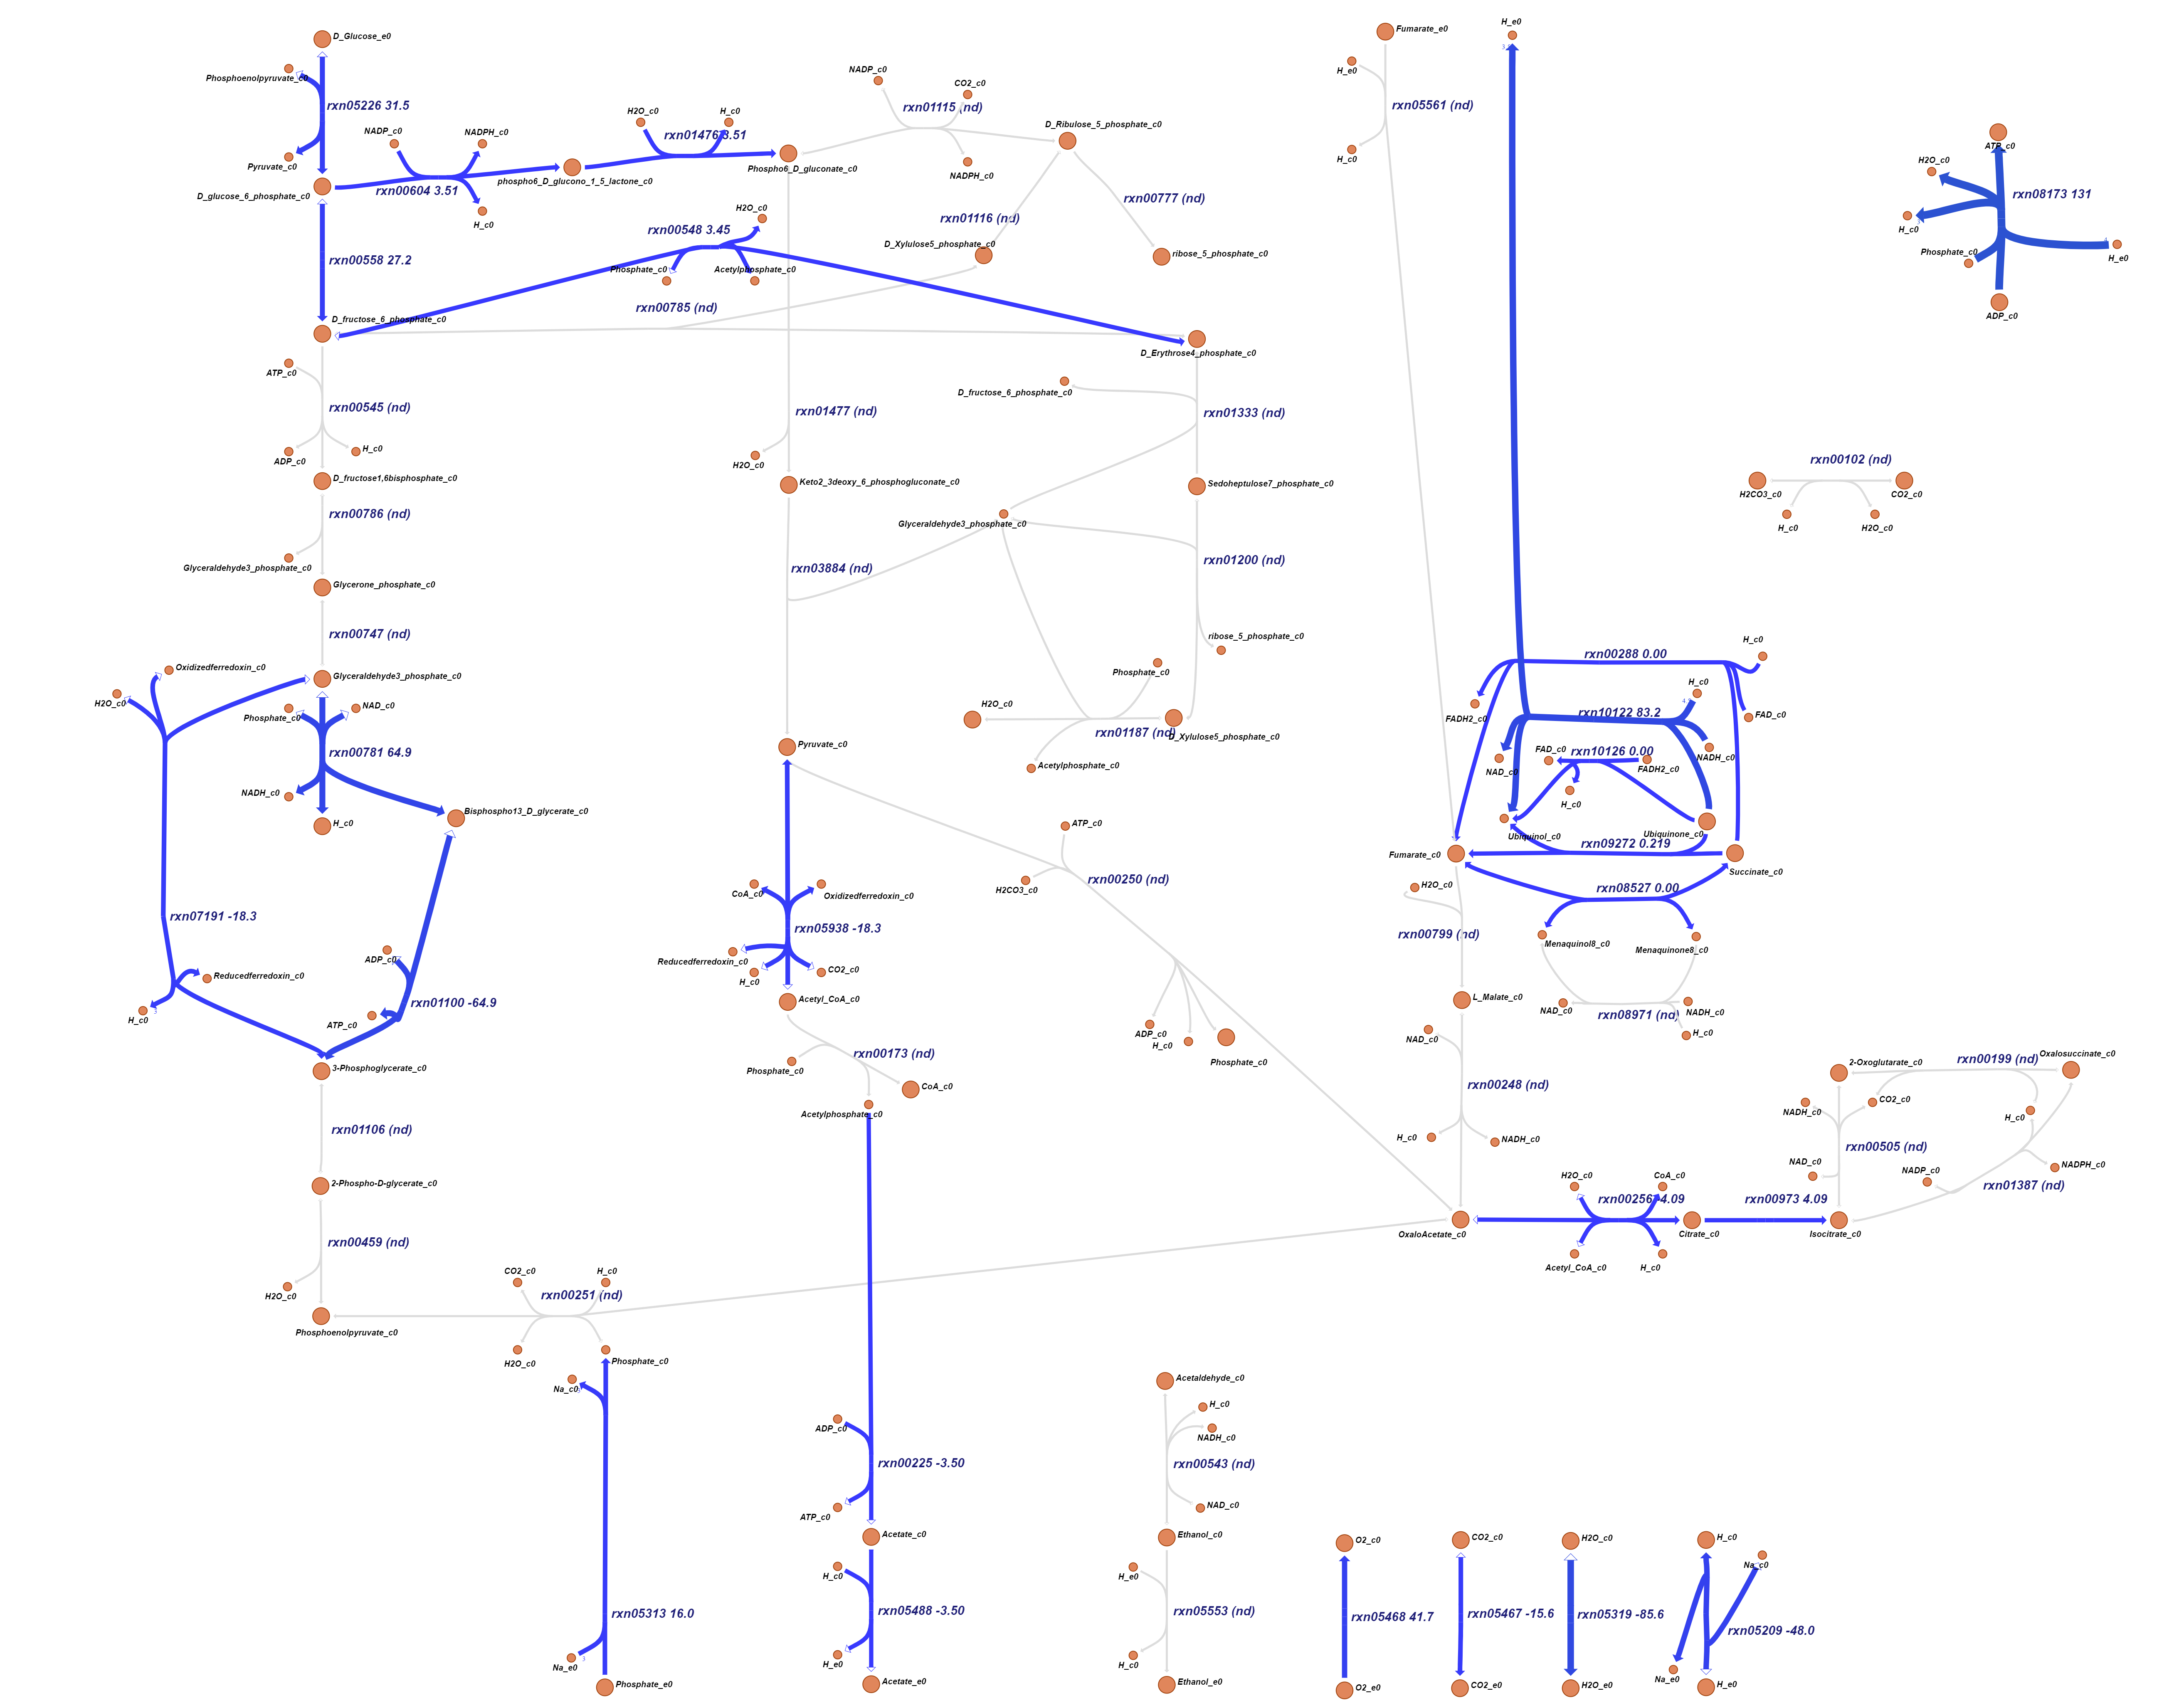 D_Glucose_e0
Phosphoenolpyruvate_c0
rxn05226 31.5
Pyruvate_c0
D_glucose_6_phosphate_c0
NADP_c0
NADPH_c0
rxn00604 3.51
H_c0
phospho6_D_glucono_1_5_lactone_c0
H2O_c0
H_c0
rxn01476 3.51
Phospho6_D_gluconate_c0
NADP_c0
CO2_c0
rxn01115 (nd)
NADPH_c0
D_Ribulose_5_phosphate_c0
rxn01116 (nd)
rxn00777 (nd)
D_Xylulose5_phosphate_c0
ribose_5_phosphate_c0
rxn00558 27.2
rxn00548 3.45
H2O_c0
Phosphate_c0
Acetylphosphate_c0
rxn00785 (nd)
D_fructose_6_phosphate_c0
D_Erythrose4_phosphate_c0
ATP_c0
rxn00545 (nd)
ADP_c0
H_c0
D_fructose1,6bisphosphate_c0
rxn00786 (nd)
Glyceraldehyde3_phosphate_c0
Glycerone_phosphate_c0
rxn00747 (nd)
Glyceraldehyde3_phosphate_c0
Oxidizedferredoxin_c0
H2O_c0
Phosphate_c0
NAD_c0
rxn00781 64.9
NADH_c0
H_c0
Bisphospho13_D_glycerate_c0
rxn07191 -18.3
Reducedferredoxin_c0
H_c0
3
ADP_c0
rxn01100 -64.9
ATP_c0
3-Phosphoglycerate_c0
rxn01106 (nd)
2-Phospho-D-glycerate_c0
rxn00459 (nd)
H2O_c0
Phosphoenolpyruvate_c0
CO2_c0
H_c0
rxn00251 (nd)
H2O_c0
Phosphate_c0
Na_c0
rxn05313 16.0
Na_e0
3
Phosphate_e0
rxn01477 (nd)
H2O_c0
Keto2_3deoxy_6_phosphogluconate_c0
rxn03884 (nd)
D_fructose_6_phosphate_c0
rxn01333 (nd)
Sedoheptulose7_phosphate_c0
Glyceraldehyde3_phosphate_c0
rxn01200 (nd)
ribose_5_phosphate_c0
Phosphate_c0
H2O_c0
rxn01187 (nd)
D_Xylulose5_phosphate_c0
Acetylphosphate_c0
Pyruvate_c0
CoA_c0
Oxidizedferredoxin_c0
rxn05938 -18.3
Reducedferredoxin_c0
H_c0
CO2_c0
Acetyl_CoA_c0
ATP_c0
H2CO3_c0
rxn00250 (nd)
ADP_c0
H_c0
Phosphate_c0
rxn00173 (nd)
Phosphate_c0
CoA_c0
Acetylphosphate_c0
ADP_c0
rxn00225 -3.50
ATP_c0
Acetate_c0
H_c0
rxn05488 -3.50
H_e0
Acetate_e0
Acetaldehyde_c0
H_c0
NADH_c0
rxn00543 (nd)
NAD_c0
Ethanol_c0
H_e0
rxn05553 (nd)
H_c0
Ethanol_e0
Fumarate_e0
H_e0
rxn05561 (nd)
H_c0
H_e0
ATP_c0
H2O_c0
rxn08173 131
H_c0
Phosphate_c0
4
H_e0
ADP_c0
rxn00102 (nd)
H2CO3_c0
CO2_c0
H_c0
H2O_c0
rxn00288 0.00
H_c0
FADH2_c0
FAD_c0
H_c0
rxn10122 83.2
NAD_c0
NADH_c0
FAD_c0
rxn10126 0.00
FADH2_c0
H_c0
Ubiquinol_c0
Ubiquinone_c0
rxn09272 0.219
Fumarate_c0
Succinate_c0
rxn08527 0.00
H2O_c0
Menaquinol8_c0
Menaquinone8_c0
rxn00799 (nd)
L_Malate_c0
NAD_c0
NADH_c0
rxn08971 (nd)
H_c0
NAD_c0
rxn00248 (nd)
H_c0
NADH_c0
OxaloAcetate_c0
H2O_c0
CoA_c0
rxn00256 4.09
Acetyl_CoA_c0
H_c0
Citrate_c0
rxn00973 4.09
Isocitrate_c0
2-Oxoglutarate_c0
rxn00199 (nd)
Oxalosuccinate_c0
NADH_c0
CO2_c0
H_c0
rxn00505 (nd)
NAD_c0
NADP_c0
NADPH_c0
rxn01387 (nd)
O2_c0
rxn05468 41.7
O2_e0
CO2_c0
rxn05467 -15.6
CO2_e0
H2O_c0
rxn05319 -85.6
H2O_e0
H_c0
Na_c0
rxn05209 -48.0
Na_e0
H_e0